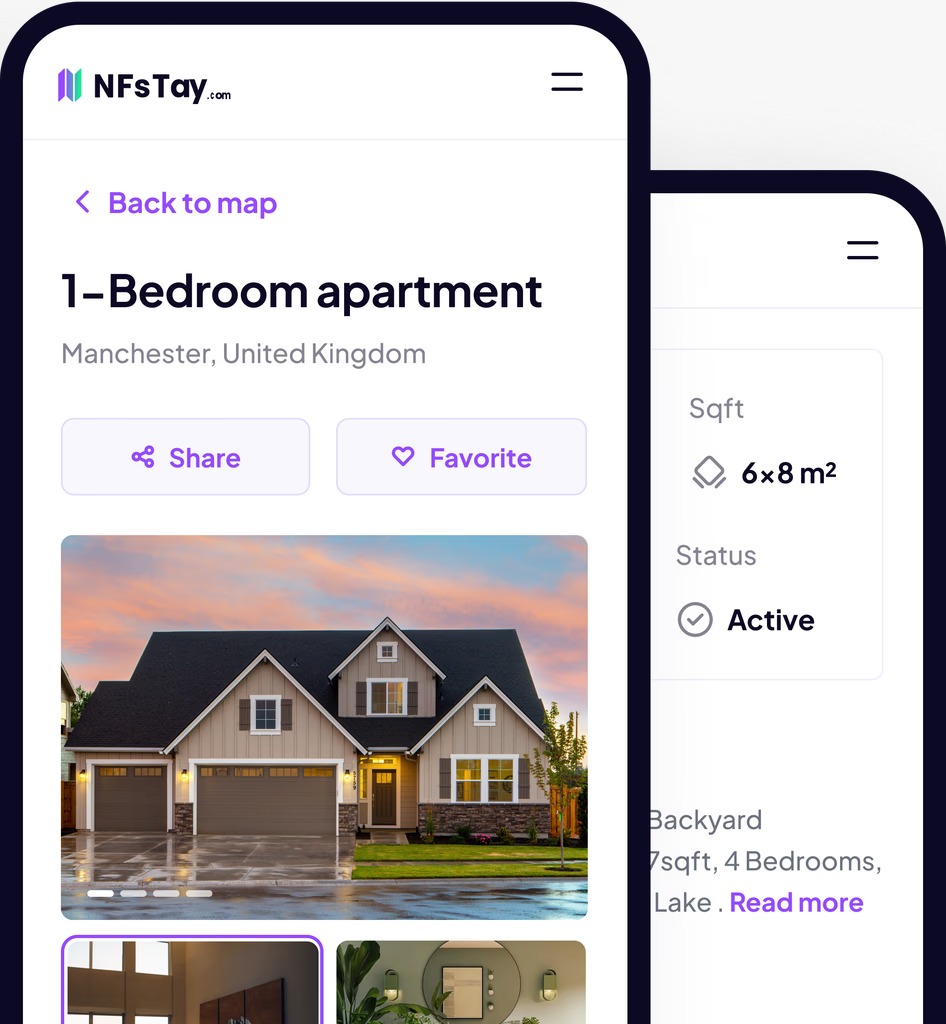 NFsTay.com
Back to map
1-Bedroom apartment
Manchester, United Kingdom
Share
Favorite
Sqft
6×8 m²
Status
Active
Backyard
7sqft, 4 Bedrooms,
Lake . Read more